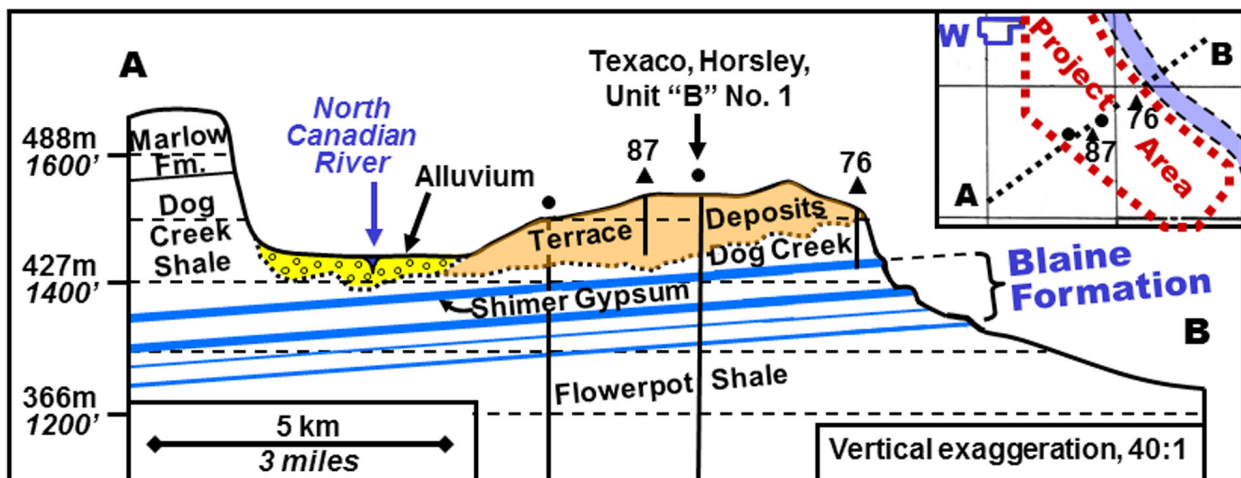 A
488m
1600'
Marlow
Fm.
Dog
Creek
Shale
427m
1400'
366m
1200'
North
Canadian
River
Alluvium
Texaco, Horsley,
Unit “B” No. 1
87
76
Terrace
Deposits
Dog Creek
Shimer Gypsum
Flowerpot Shale
Blaine
Formation
B
5 km
3 miles
Vertical exaggeration, 40:1
W
Project
Area
B
76
87
A